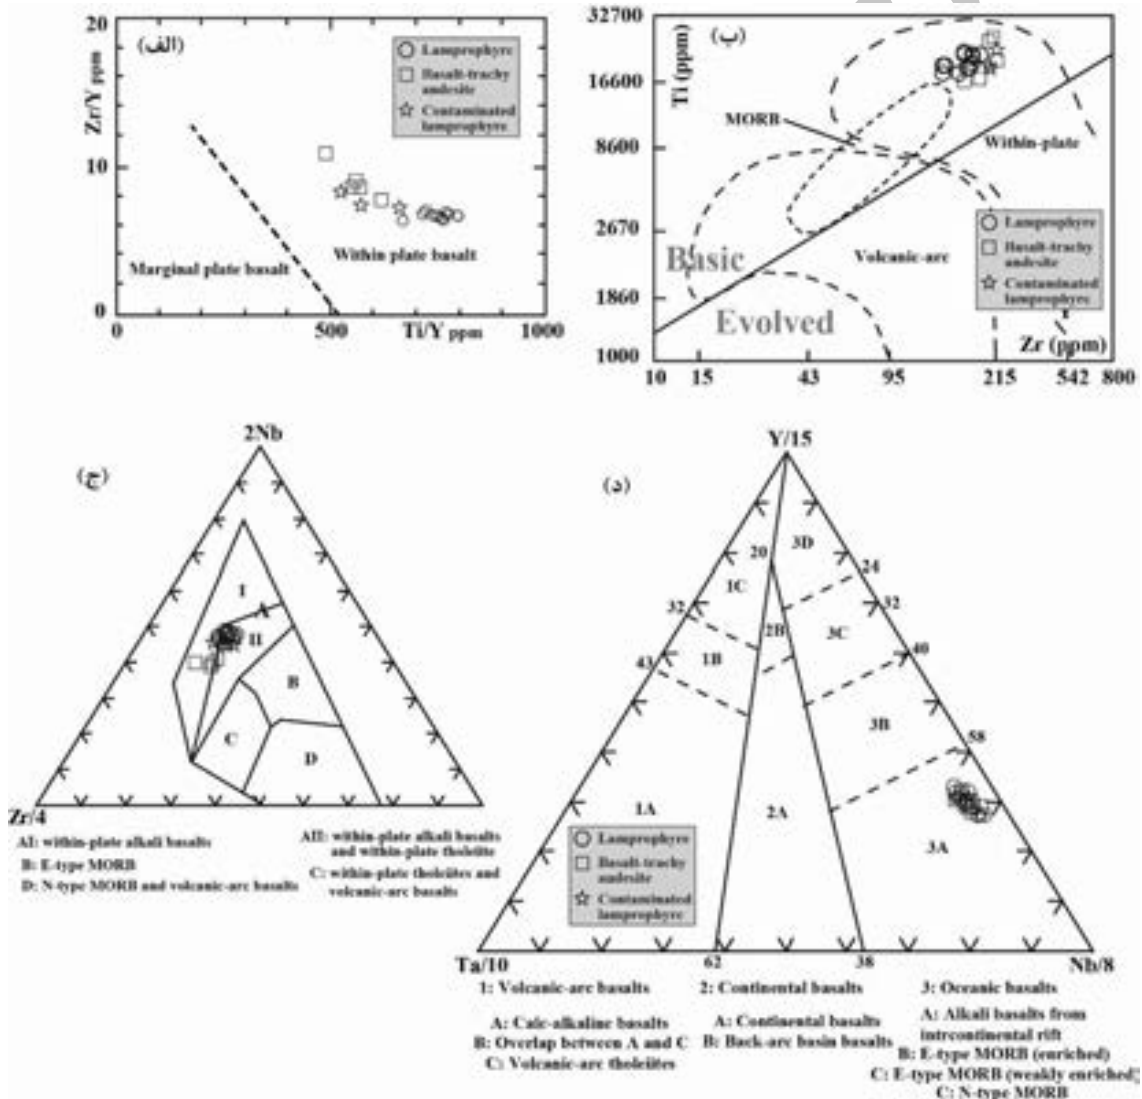 (الف)
20
10
0
Zr/Y ppm
Lamprophyre
Basalt-trachy
andesite
Contaminated
lamprophyre
Marginal plate basalt
Within plate basalt
0
500
1000
Ti/Y ppm
(ب)
32700
16600
8600
2670
1860
1000
Ti (ppm)
MORB
Within-plate
Volcanic-arc
Basic
Evolved
Lamprophyre
Basalt-trachy
andesite
Contaminated
lamprophyre
Zr (ppm)
10
15
43
95
215
542
800
(ج)
2Nb
I
A
II
B
C
D
Zr/4
AI: within-plate alkali basalts
B: E-type MORB
D: N-type MORB and volcanic-arc basalts
AII: within-plate alkali basalts
and within-plate tholeiite
C: within-plate tholeiites and
volcanic-arc basalts
(د)
Y/15
20
3D
1C
24
32
32
2B
3C
43
1B
40
3B
58
1A
2A
3A
Lamprophyre
Basalt-trachy
andesite
Contaminated
lamprophyre
Ta/10
62
38
Nb/8
1: Volcanic-arc basalts
A: Calc-alkaline basalts
B: Overlap between A and C
C: Volcanic-arc tholeiites
2: Continental basalts
A: Continental basalts
B: Back-arc basin basalts
3: Oceanic basalts
A: Alkali basalts from
intrcontinental rift
B: E-type MORB (enriched)
C: E-type MORB (weakly enriched)
C: N-type MORB